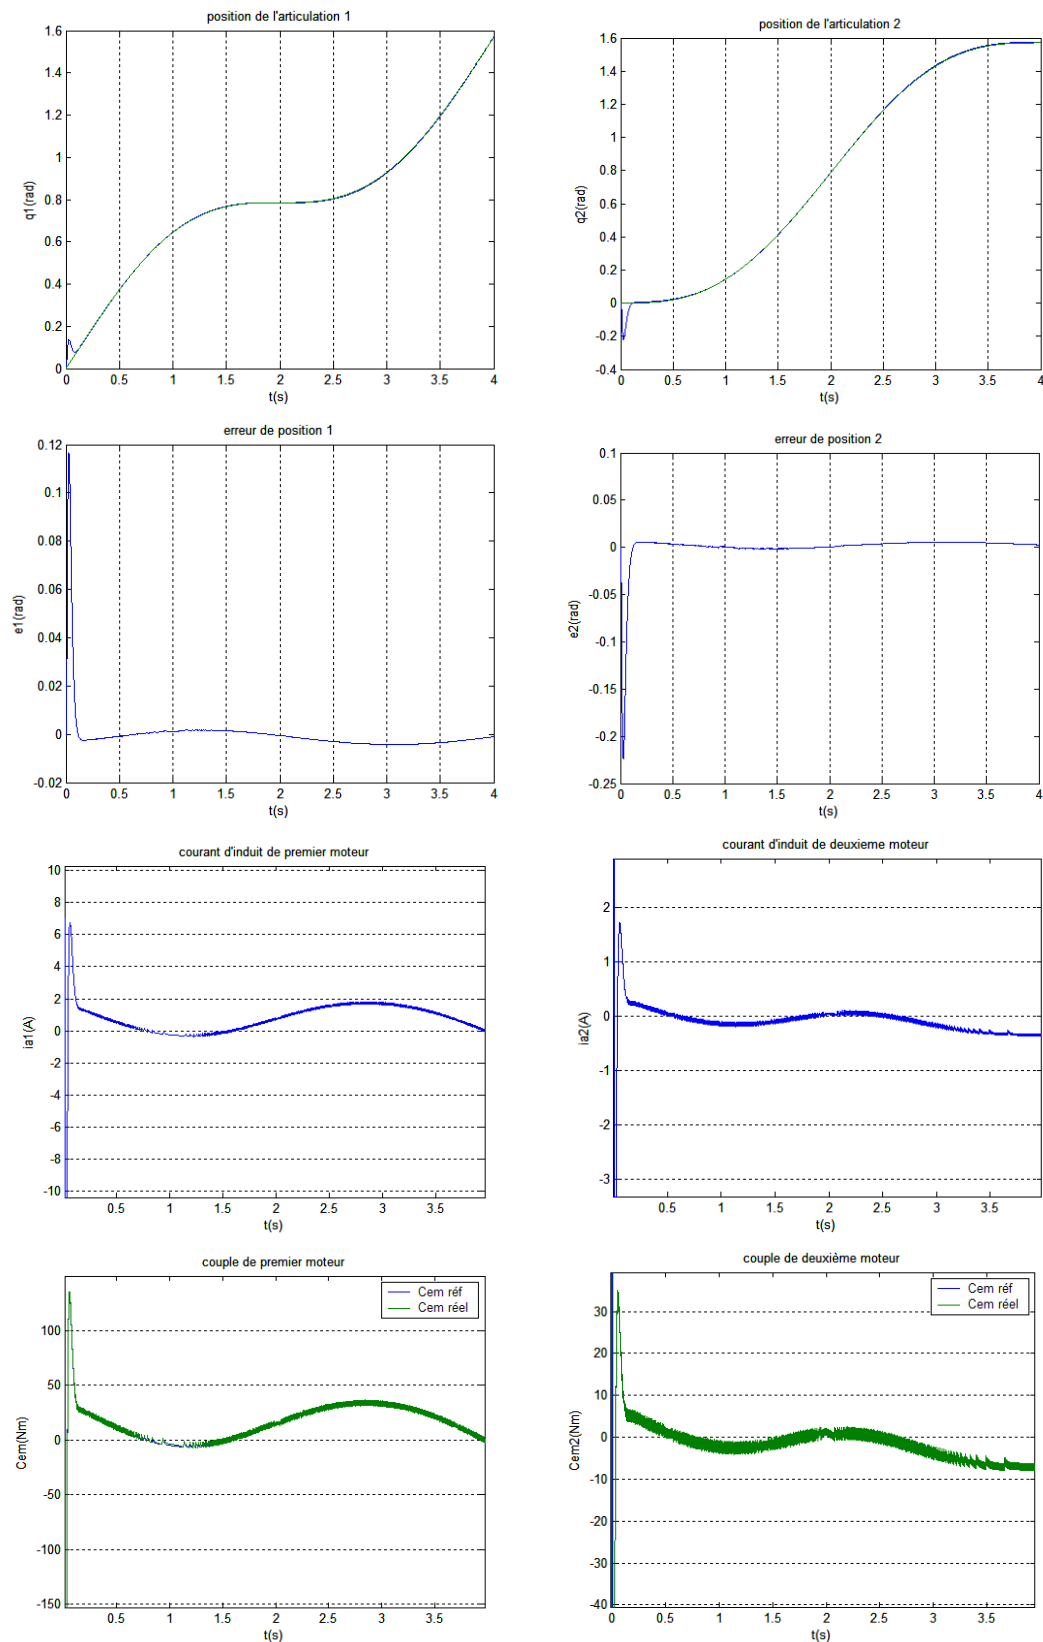 position de l'articulation 1
1.6
1.4
1.2
1
0.8
0.6
0.4
0.2
0
q1(rad)
0 0.5 1 1.5 2 2.5 3 3.5 4
t(s)
position de l'articulation 2
1.6
1.4
1.2
1
0.8
0.6
0.4
0.2
0
-0.2
-0.4
q2(rad)
0 0.5 1 1.5 2 2.5 3 3.5 4
t(s)
erreur de position 1
0.12
0.1
0.08
0.06
0.04
0.02
0
-0.02
e1(rad)
0 0.5 1 1.5 2 2.5 3 3.5 4
t(s)
erreur de position 2
0.1
0.05
0
-0.05
-0.1
-0.15
-0.2
-0.25
e2(rad)
0 0.5 1 1.5 2 2.5 3 3.5 4
t(s)
courant d'induit de premier moteur
10
8
6
4
2
0
-2
-4
-6
-8
-10
ia1(A)
0.5 1 1.5 2 2.5 3 3.5
t(s)
courant d'induit de deuxieme moteur
2
1
0
-1
-2
-3
ia2(A)
0 0.5 1 1.5 2 2.5 3 3.5
t(s)
couple de premier moteur
Cem réf
Cem réel
100
50
0
-50
-100
-150
Cem(Nm)
0.5 1 1.5 2 2.5 3 3.5
t(s)
couple de deuxième moteur
Cem réf
Cem réel
30
20
10
0
-10
-20
-30
-40
Cem2(Nm)
0 0.5 1 1.5 2 2.5 3 3.5
t(s)